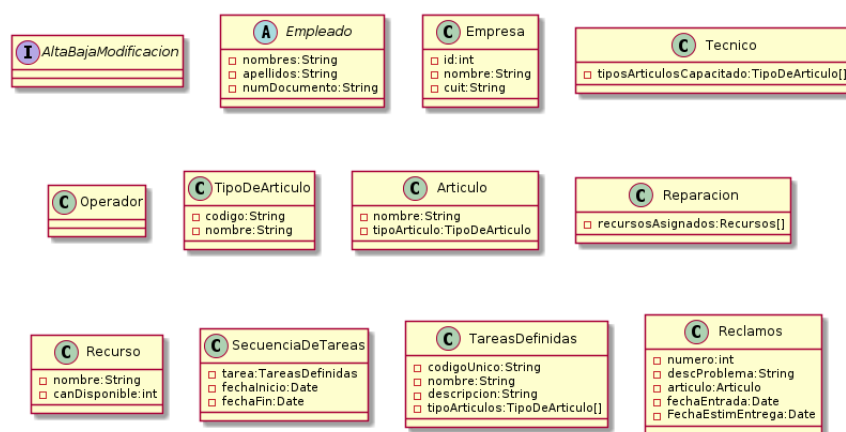 I AltaBajaModificacion
A Empleado
nombres:String
apellidos:String
numDocumento:String
C Empresa
id:int
nombre:String
cuit:String
C Tecnico
tiposArticulosCapacitado:TipoDeArticulo[]
C Operador
C TipoDeArticulo
codigo:String
nombre:String
C Articulo
nombre:String
tipoArticulo:TipoDeArticulo
C Reparacion
recursosAsignados:Recursos[]
C Recurso
nombre:String
canDisponible:int
C SecuenciaDeTareas
tarea:TareasDefinidas
fechaInicio:Date
fechaFin:Date
C TareasDefinidas
codigoUnico:String
nombre:String
descripcion:String
tipoArticulos:TipoDeArticulo[]
C Reclamos
numero:int
descProblema:String
articulo:Articulo
fechaEntrada:Date
FechaEstimEntrega:Date